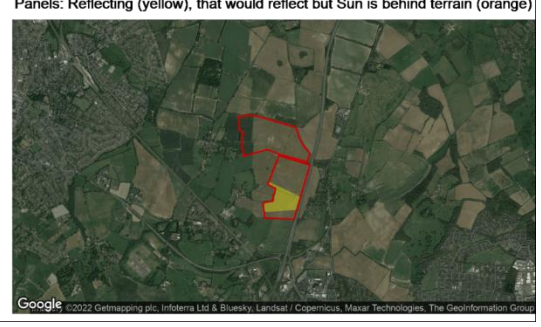 Panels: Reflecting (yellow), that would reflect but Sun is behind terrain (orange)
Google
©2022 Getmapping plc, Infoterra Ltd & Bluesky, Landsat / Copernicus, Maxar Technologies, The GeoInformation Group